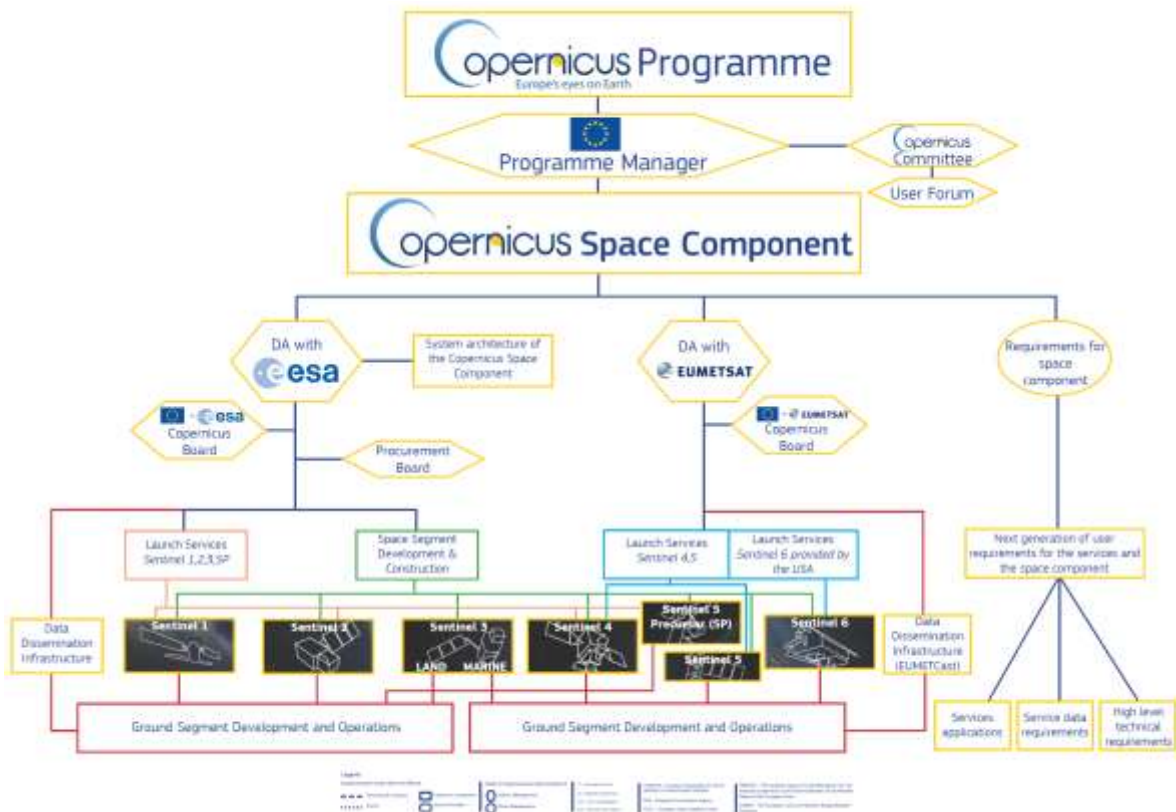 Copernicus Programme
Europe's eyes on Earth
Programme Manager
Copernicus
Committee
User Forum
Copernicus Space Component
DA with
esa
System architecture of
the Copernicus Space
Component
DA with
EUMETSAT
Requirements for
space
component
esa
Copernicus
Board
EUMETSAT
Copernicus
Board
Procurement
Board
Launch Services
Sentinel 1,2,3,5P
Space Segment
Development &
Construction
Launch Services
Sentinel 4,5
Launch Services
Sentinel 6 provided by
the USA
Next generation of user
requirements for the services and
the space component
Data
Dissemination
Infrastructure
Sentinel 1
Sentinel 2
Sentinel 3
LAND MARINE
Sentinel 4
Sentinel 5
Precursor (5P)
Sentinel 5
Sentinel 6
Data
Dissemination
Infrastructure
(EUMETCast)
Ground Segment Development and Operations
Ground Segment Development and Operations
Services
applications
Service data
requirements
High level
technical
requirements
Legend